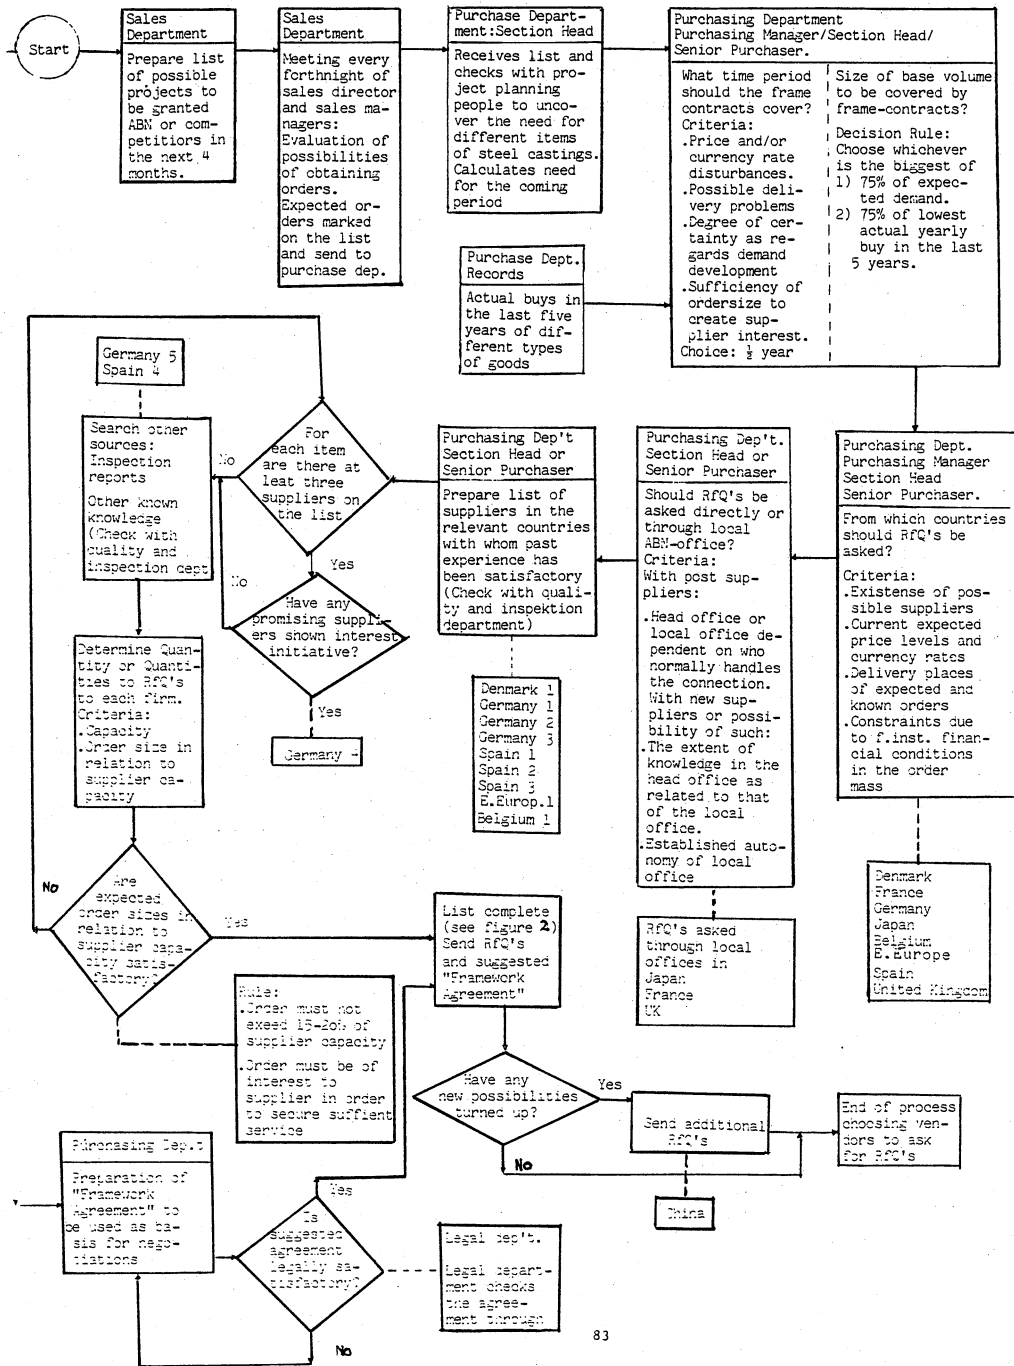 Start
Sales
Department
Prepare list
of possible
projects to
be granted
ABN or com-
petitiors in
the next 4
months.
Sales
Department
Meeting every
forthnight of
sales director
and sales ma-
nagers:
Evaluation of
possibilities
of obtaining
orders.
Expected or-
ders marked
on the list
and send to
purchase dep.
Purchase Depart-
ment:Section Head
Receives list and
checks with pro-
ject planning
people to unco-
ver the need for
different items
of steel castings.
Calculates need
for the coming
period
Purchase Dept.
Records
Actual buys in
the last five
years of dif-
ferent types
of goods
Purchasing Department
Purchasing Manager/Section Head/
Senior Purchaser.
What time period
should the frame
contracts cover?
Criteria:
.Price and/or
currency rate
disturbances.
.Possible deli-
very problems
.Degree of cer-
tainty as re-
gards demand
development
.Sufficiency of
ordersize to
create sup-
plier interest.
Choice: ½ year
Size of base volume
to be covered by
frame-contracts?
Decision Rule:
Choose whichever
is the biggest of
1) 75% of expec-
ted demand.
2) 75% of lowest
actual yearly
buy in the last
5 years.
Purchasing Dept.
Purchasing Manager
Section Head
Senior Purchaser.
From which countries
should RfQ's be
asked?
Criteria:
.Existense of pos-
sible suppliers
.Current expected
price levels and
currency rates
.Delivery places
of expected and
known orders
.Constraints due
to f.inst. finan-
cial conditions
in the order
mass
Denmark
France
Germany
Japan
Belgium
E.Europe
Spain
United Kingdom
Purchasing Dep't.
Section Head or
Senior Purchaser
Should RfQ's be
asked directly or
through local
ABN-office?
Criteria:
With post sup-
pliers:
.Head office or
local office de-
pendent on who
normally handles
the connection.
With new sup-
pliers or possi-
bility of such:
.The extent of
knowledge in the
head office as
related to that
of the local
office.
.Established auto-
nomy of local
office
RfQ's asked
through local
offices in
Japan
France
UK
Purchasing Dep't
Section Head or
Senior Purchaser
Prepare list of
suppliers in the
relevant countries
with whom past
experience has
been satisfactory
(Check with quali-
ty and inspektion
department)
Denmark 1
Germany 1
Germany 2
Germany 3
Spain 1
Spain 2
Spain 3
E.Europ.1
Belgium 1
For
each item
are there at
leat three
suppliers on
the list
No
Yes
Have any
promising suppli-
ers shown interest
initiative?
No
Yes
Germany 4
Germany 5
Spain 4
Search other
sources:
Inspection
reports
Other known
knowledge
(Check with
quality and
inspection dept
Determine Quan-
tity or Quanti-
ties to RfQ's
to each firm.
Criteria:
.Capacity
.Order size in
relation to
supplier ca-
pacity
Are
expected
order sizes in
relation to
supplier capa-
city satis-
factory?
No
Yes
Rule:
.Order must not
exeed 15-20% of
supplier capacity
.Order must be of
interest to
supplier in order
to secure suffient
service
List complete
(see figure 2)
Send RfQ's
and suggested
"Framework
Agreement"
Have any
new possibilities
turned up?
Yes
No
Send additional
RfQ's
China
End of process
choosing ven-
dors to ask
for RfQ's
Purchasing Dep.t
Preparation of
"Framework
Agreement" to
be used as ba-
sis for nego-
tiations
Is
suggested
agreement
legally sa-
tisfactory?
Yes
No
Legal dep't.
Legal depart-
ment checks
the agree-
ment through
83